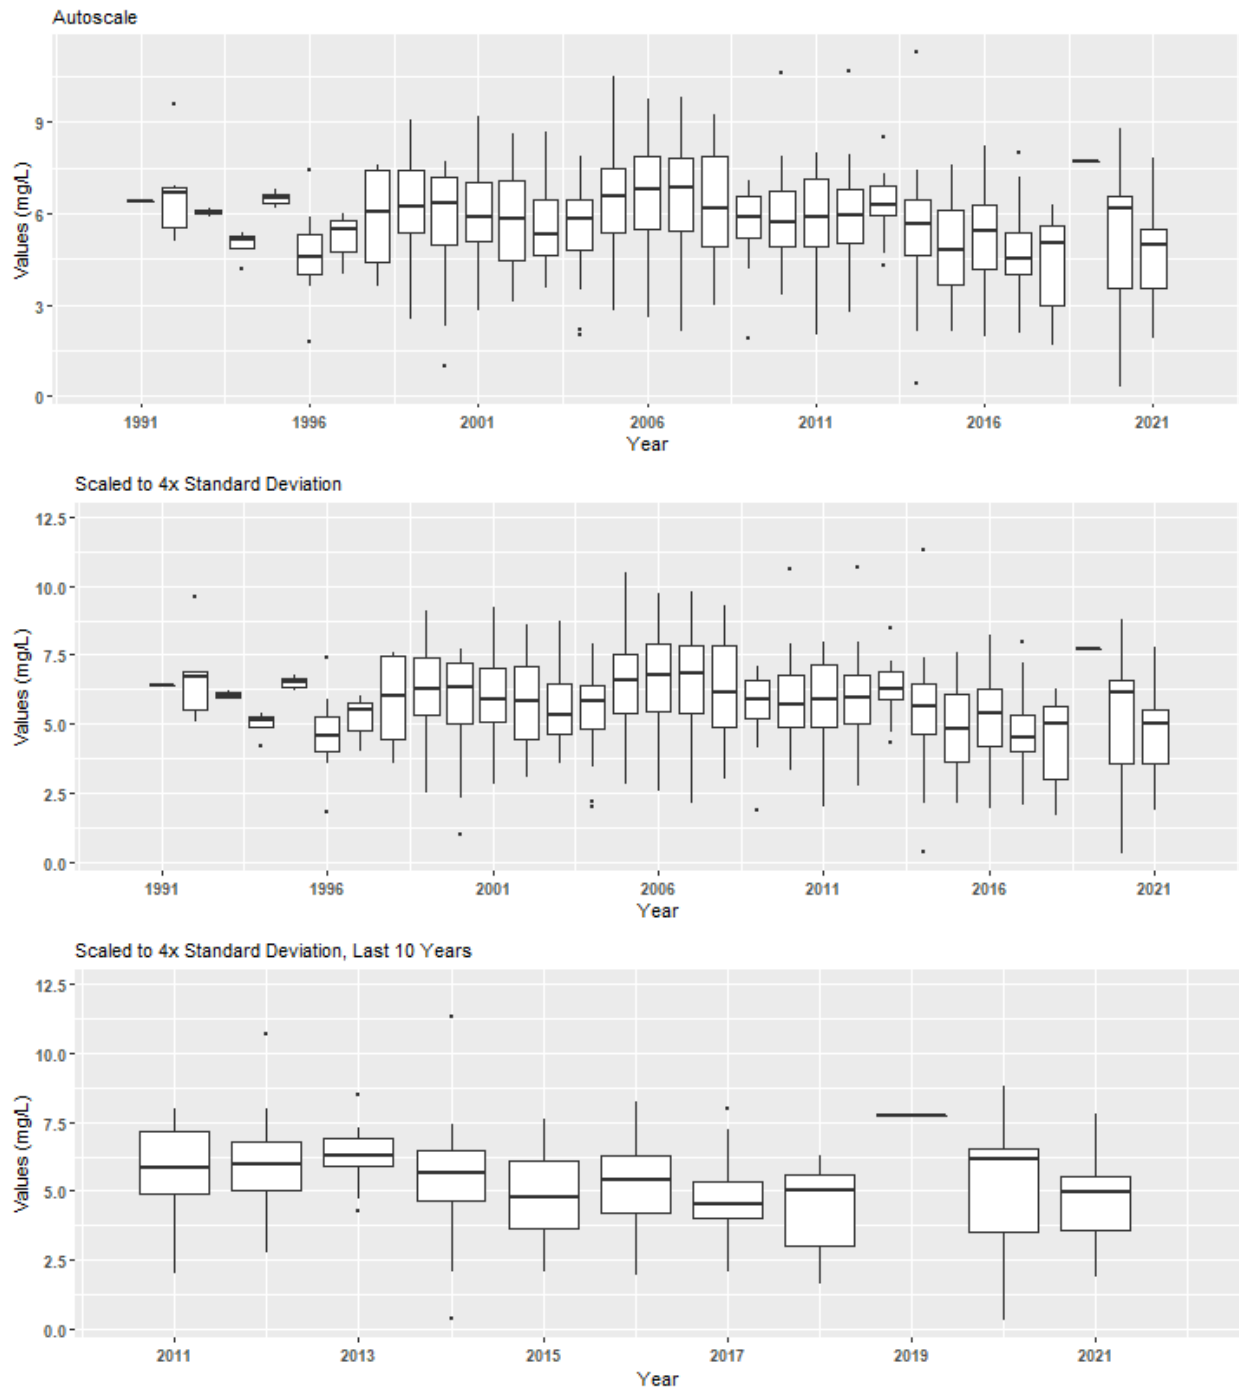 Autoscale
Values (mg/L)
9
6
3
0
1991 1996 2001 2006 2011 2016 2021
Year
Scaled to 4x Standard Deviation
Values (mg/L)
12.5
10.0
7.5
5.0
2.5
0.0
1991 1996 2001 2006 2011 2016 2021
Year
Scaled to 4x Standard Deviation, Last 10 Years
Values (mg/L)
12.5
10.0
7.5
5.0
2.5
0.0
2011 2013 2015 2017 2019 2021
Year